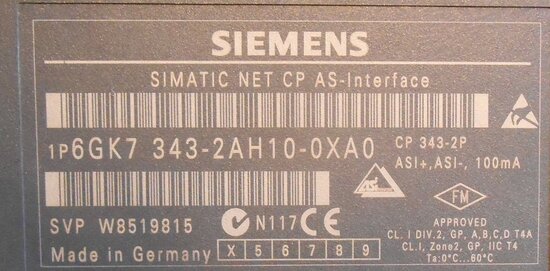 SIEMENS
SIMATIC NET CP AS-Interface
1P6GK7 343-2AH10-0XA0
CP 343-2P
ASI+,ASI-, 100mA
SVP W8519815
N117 CE
FM
APPROVED
CL. I DIV.2, GP, A,B,C,D T4A
CL.I, Zone2, GP, IIC T4
Ta:0°C...60°C
Made in Germany
X 5 6 7 8 9